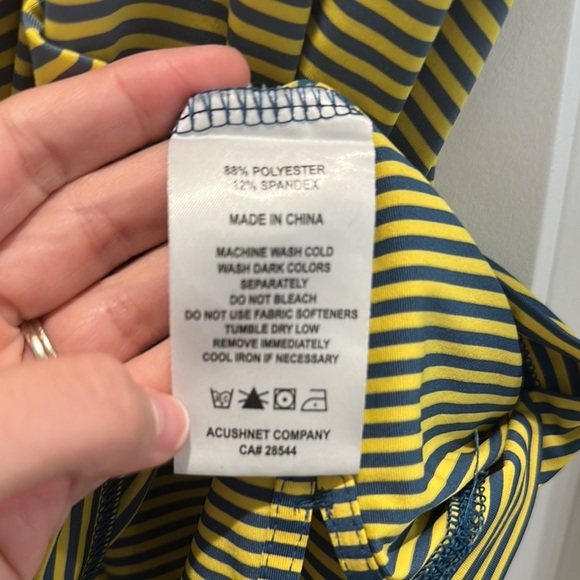 88% POLYESTER
12% SPANDEX
MADE IN CHINA
MACHINE WASH COLD
WASH DARK COLORS
SEPARATELY
DO NOT BLEACH
DO NOT USE FABRIC SOFTENERS
TUMBLE DRY LOW
REMOVE IMMEDIATELY
COOL IRON IF NECESSARY
ACUSHNET COMPANY
CA# 28544